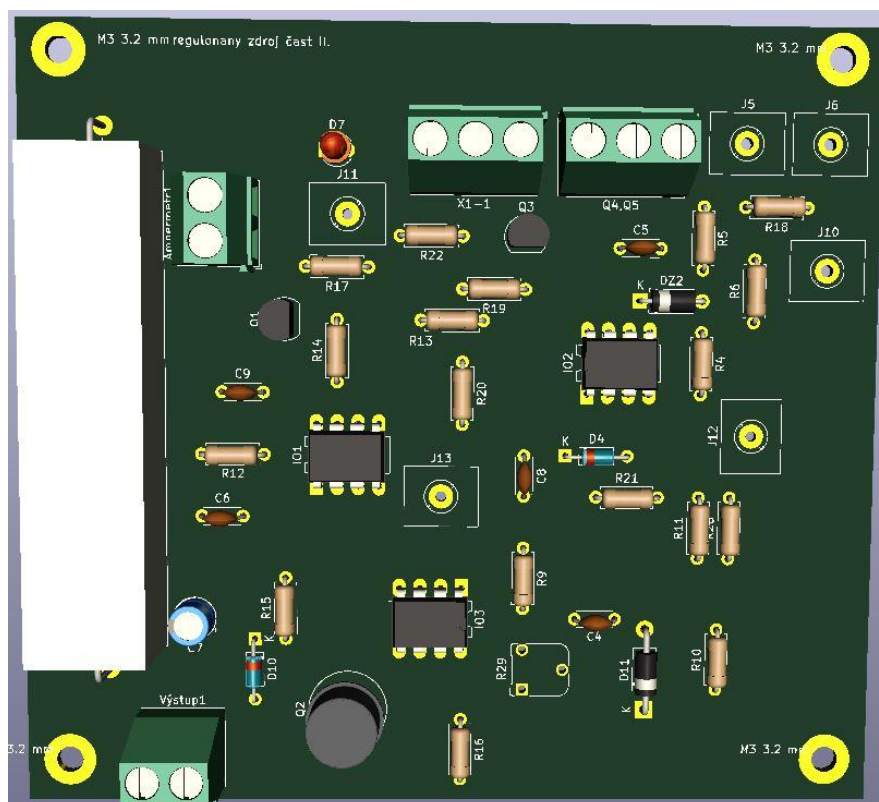 M3 3.2 mm regulonany zdroj čast II.
M3 3.2 mm
D7
J5
J6
J11
X1-1
Q4,Q5
Ampermetr1
Q3
R18
R22
C5
R5
J10
R17
DZ2
K
R6
R19
Q1
R13
R14
IO2
R4
C9
R20
K
D4
J12
IO1
R12
J13
C8
R21
C6
R11
R9
R15
IO3
C4
K
D10
R29
D11
R10
C7
Výstup1
Q2
K
R16
3.2 mm
M3 3.2 mm